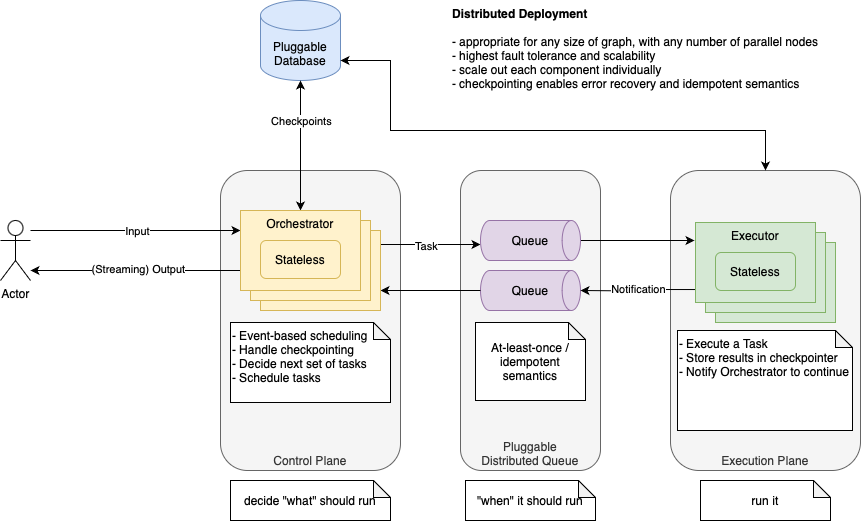 Distributed Deployment
- appropriate for any size of graph, with any number of parallel nodes
- highest fault tolerance and scalability
- scale out each component individually
- checkpointing enables error recovery and idempotent semantics
Pluggable
Database
Checkpoints
Actor
Input
(Streaming) Output
Orchestrator
Stateless
- Event-based scheduling
- Handle checkpointing
- Decide next set of tasks
- Schedule tasks
Control Plane
decide "what" should run
Task
Queue
Queue
At-least-once /
idempotent
semantics
Pluggable
Distributed Queue
"when" it should run
Notification
Executor
Stateless
- Execute a Task
- Store results in checkpointer
- Notify Orchestrator to continue
Execution Plane
run it